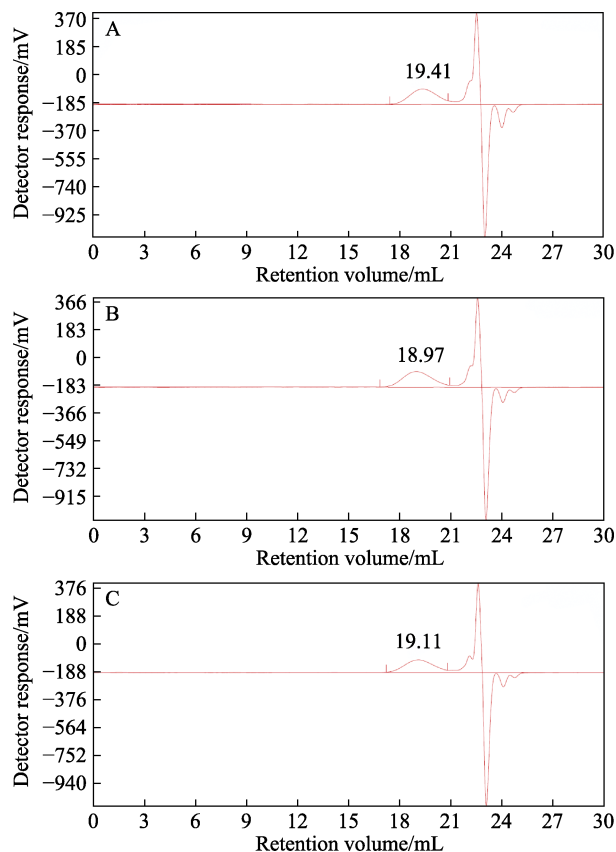 A
19.41
370
185
0
−185
−370
−555
−740
−925
Detector response/mV
0 3 6 9 12 15 18 21 24 27 30
Retention volume/mL
B
18.97
366
183
0
−183
−366
−549
−732
−915
Detector response/mV
0 3 6 9 12 15 18 21 24 27 30
Retention volume/mL
C
19.11
376
188
0
−188
−376
−564
−752
−940
Detector response/mV
0 3 6 9 12 15 18 21 24 27 30
Retention volume/mL